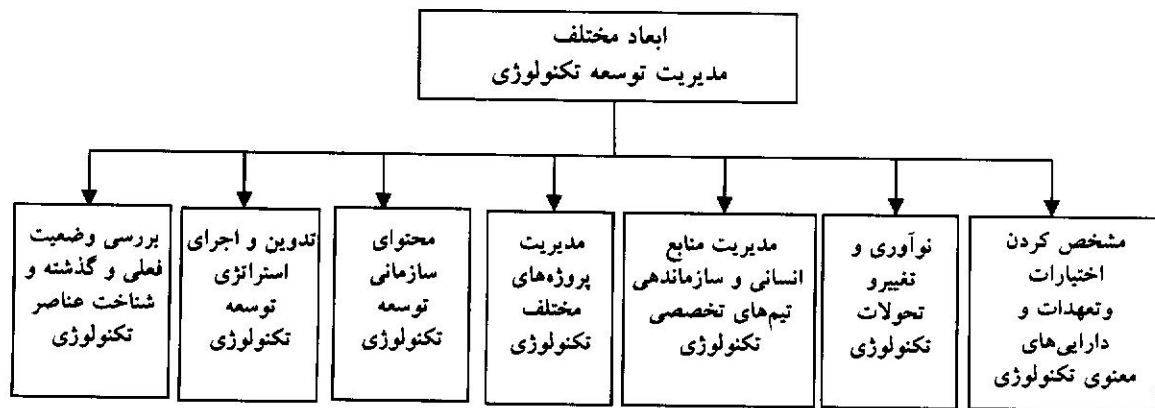 ابعاد مختلف
مدیریت توسعه تکنولوژی
مشخص کردن
اختیارات
وتعهدات و
دارایی‌های
معنوی تکنولوژی
نوآوری و
تغییرو
تحولات
تکنولوژی
مدیریت منابع
انسانی و سازماندهی
تیم‌های تخصصی
تکنولوژی
مدیریت
پروژه‌های
مختلف
تکنولوژی
محتوای
سازمانی
توسعه
تکنولوژی
تدوین و اجرای
استراتژی
توسعه
تکنولوژی
بررسی وضعیت
فعلی و گذشته و
شناخت عناصر
تکنولوژی